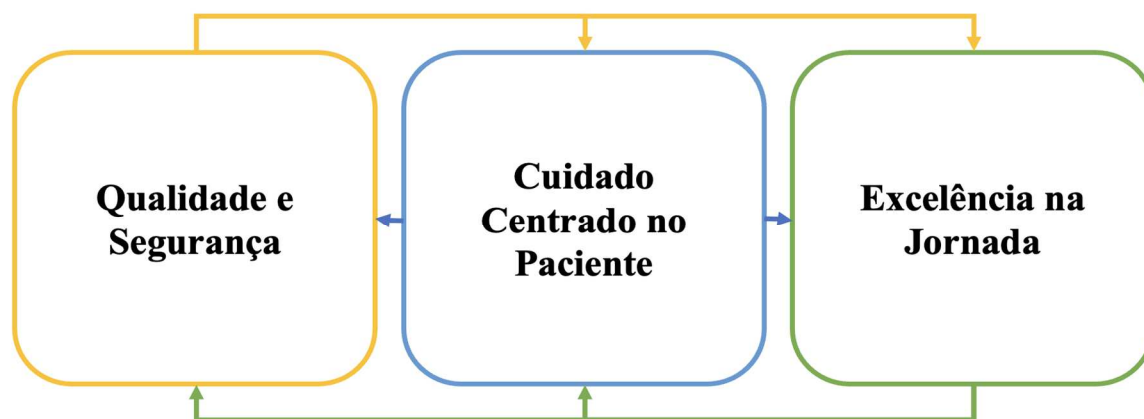 Qualidade e
Segurança
Cuidado
Centrado no
Paciente
Excelência na
Jornada